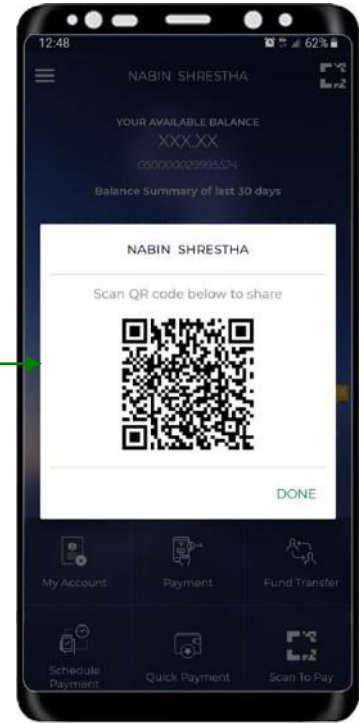 12:48
62%
NABIN SHRESTHA
YOUR AVAILABLE BALANCE
XXX.XX
Balance Summary of last 30 days
NABIN SHRESTHA
Scan QR code below to share
DONE
My Account
Payment
Fund Transfer
Schedule Payment
Quick Payment
Scan To Pay